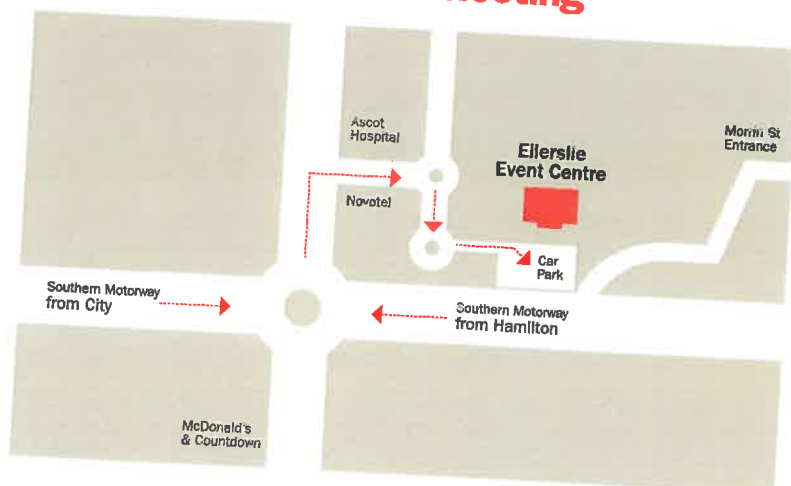 Ascot
Hospital
Morrin St
Entrance
Ellerslie
Event Centre
Novotel
Car
Park
Southern Motorway
from City
Southern Motorway
from Hamilton
McDonald's
& Countdown